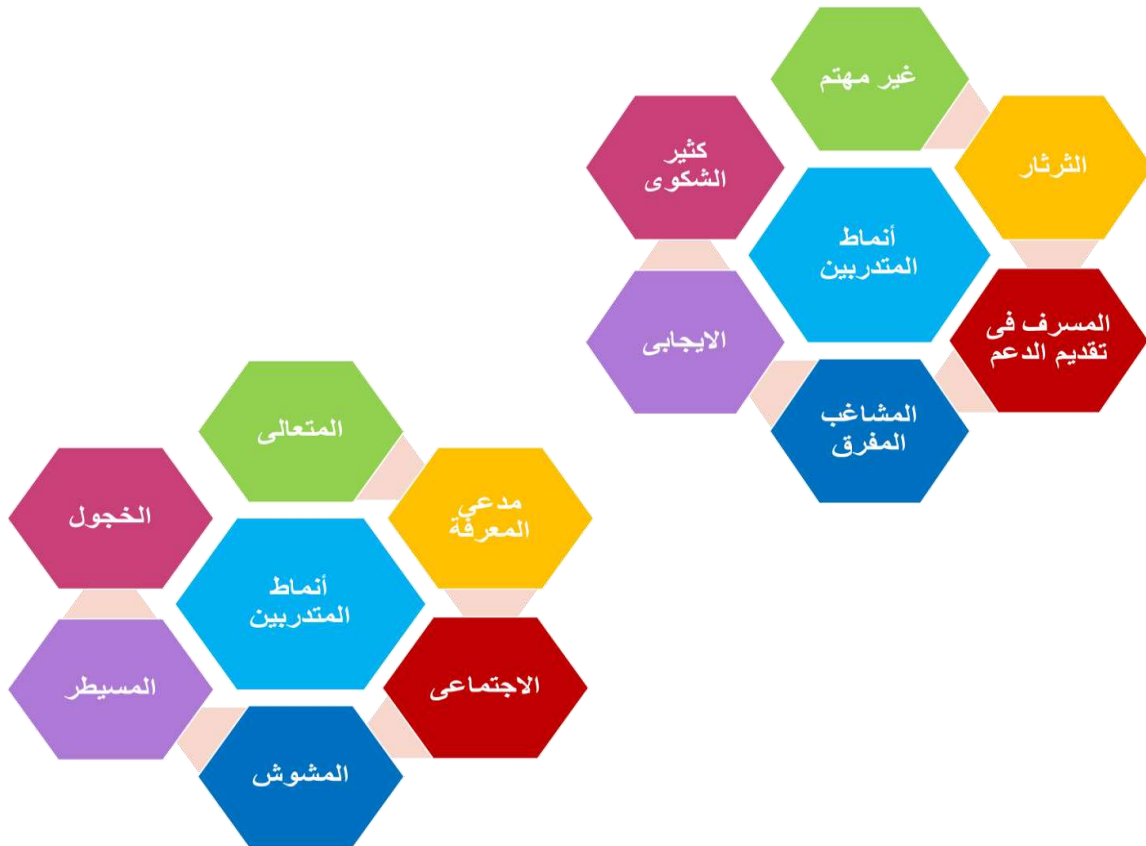 غير مهتم
الثرثار
المسرف فى
تقديم الدعم
المشاغب
المفرق
الايجابى
كثير
الشكوى
أنماط
المتدربين
المتعالى
مدعى
المعرفة
الاجتماعى
المشوش
المسيطر
الخجول
أنماط
المتدربين